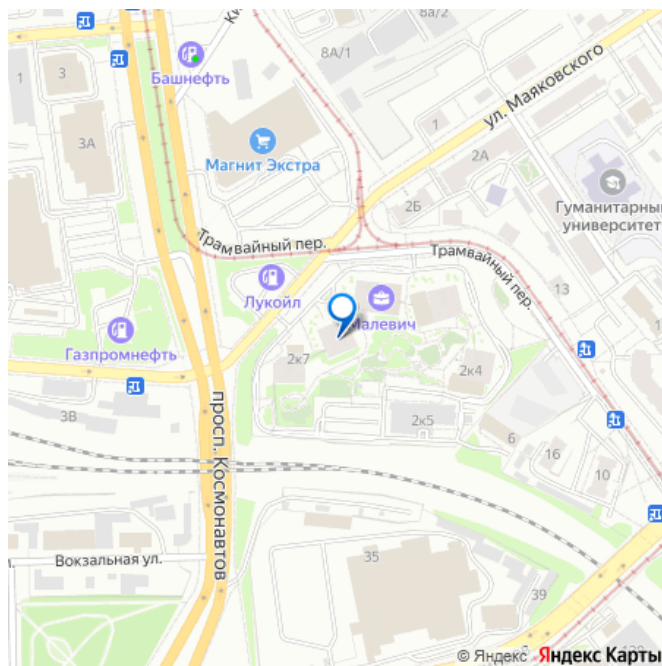 8а/2
8А/1
Башнефть
1
3
3А
1
ул. Маяковского
2А
Магнит Экстра
2Б
Гуманитарный
университет
Трамвайный пер.
Трамвайный пер.
13
Лукойл
Малевич
Газпромнефть
2к7
2к4
3В
2к5
6
16
10
просп. Космонавтов
Вокзальная ул.
35
39
© Яндекс Яндекс Карты